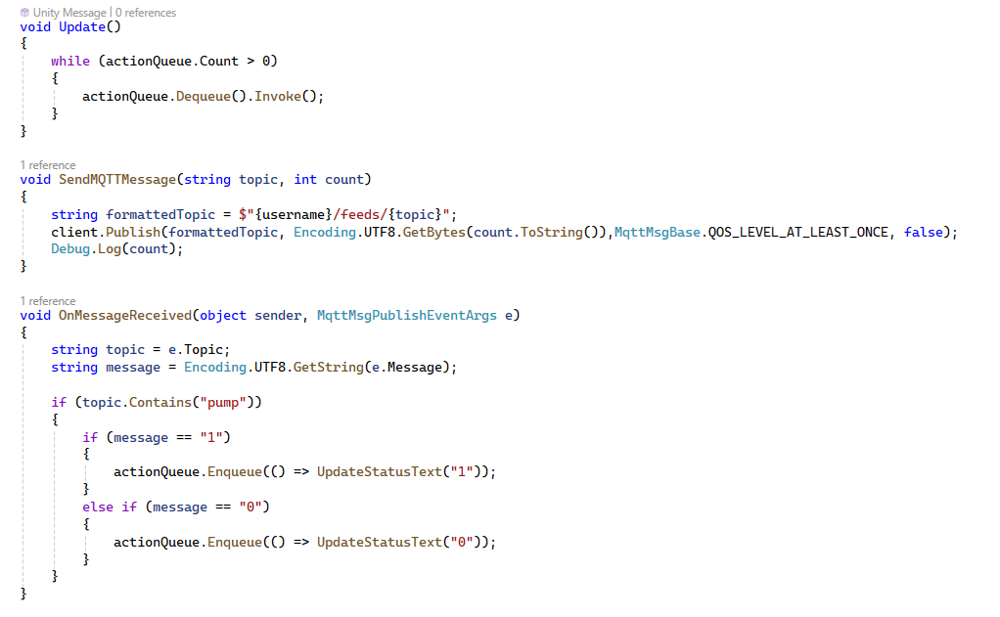 Unity Message | 0 references
void Update()
{
    while (actionQueue.Count > 0)
    {
        actionQueue.Dequeue().Invoke();
    }
}
1 reference
void SendMQTTMessage(string topic, int count)
{
    string formattedTopic = $"{username}/feeds/{topic}";
    client.Publish(formattedTopic, Encoding.UTF8.GetBytes(count.ToString()),MqttMsgBase.QOS_LEVEL_AT_LEAST_ONCE, false);
    Debug.Log(count);
}
1 reference
void OnMessageReceived(object sender, MqttMsgPublishEventArgs e)
{
    string topic = e.Topic;
    string message = Encoding.UTF8.GetString(e.Message);
    if (topic.Contains("pump"))
    {
        if (message == "1")
        {
            actionQueue.Enqueue(() => UpdateStatusText("1"));
        }
        else if (message == "0")
        {
            actionQueue.Enqueue(() => UpdateStatusText("0"));
        }
    }
}